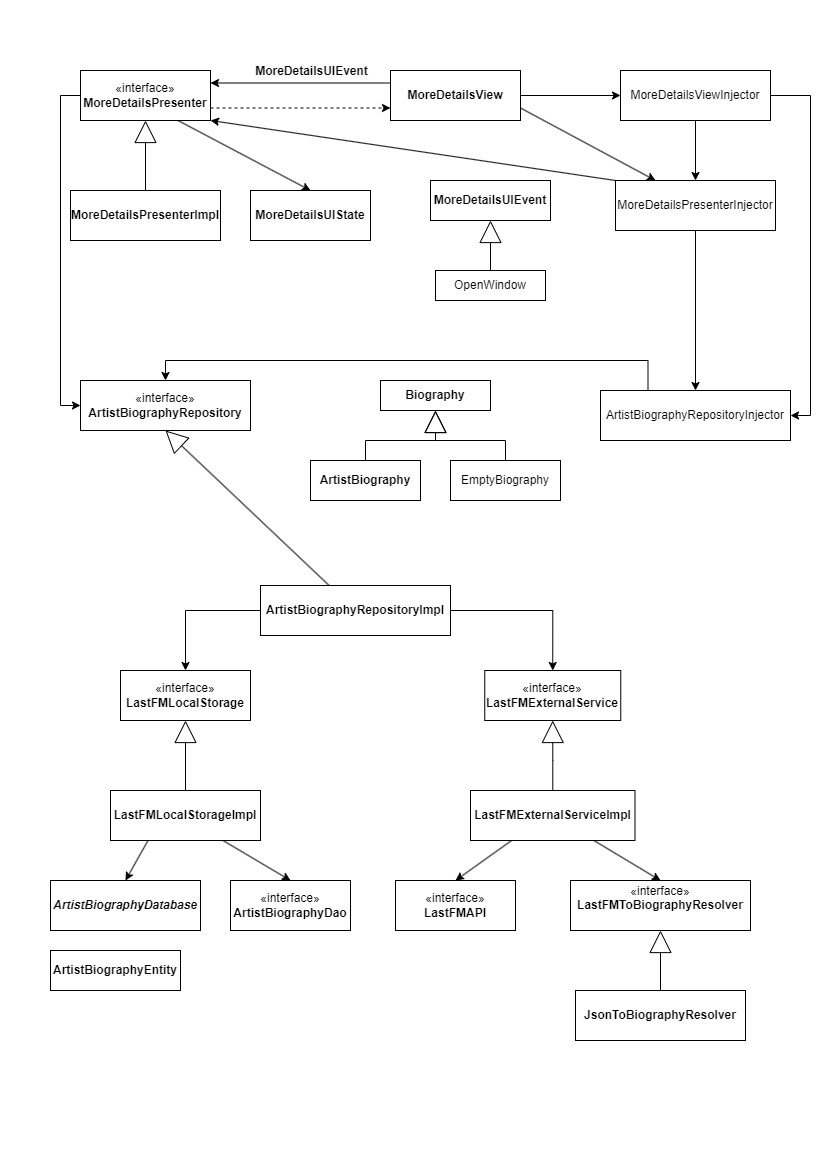 MoreDetailsUIEvent
«interface»
MoreDetailsPresenter
MoreDetailsView
MoreDetailsViewInjector
MoreDetailsPresenterImpl
MoreDetailsUIState
MoreDetailsUIEvent
MoreDetailsPresenterInjector
OpenWindow
«interface»
ArtistBiographyRepository
Biography
ArtistBiographyRepositoryInjector
ArtistBiography
EmptyBiography
ArtistBiographyRepositoryImpl
«interface»
LastFMLocalStorage
«interface»
LastFMExternalService
LastFMLocalStorageImpl
LastFMExternalServiceImpl
ArtistBiographyDatabase
«interface»
ArtistBiographyDao
«interface»
LastFMAPI
«interface»
LastFMToBiographyResolver
ArtistBiographyEntity
JsonToBiographyResolver